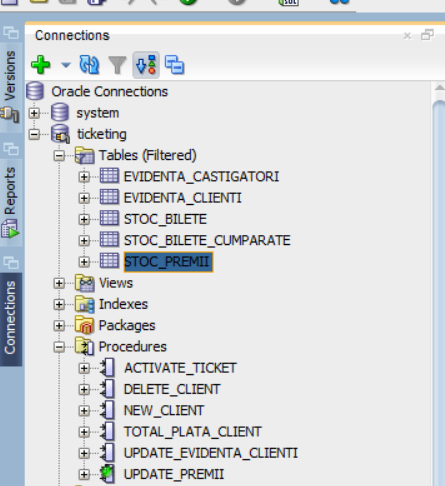 Connections
Versions
Reports
Connections
Oracle Connections
system
ticketing
Tables (Filtered)
EVIDENTA_CASTIGATORI
EVIDENTA_CLIENTI
STOC_BILETE
STOC_BILETE_CUMPARATE
STOC_PREMII
Views
Indexes
Packages
Procedures
ACTIVATE_TICKET
DELETE_CLIENT
NEW_CLIENT
TOTAL_PLATA_CLIENT
UPDATE_EVIDENTA_CLIENTI
UPDATE_PREMII